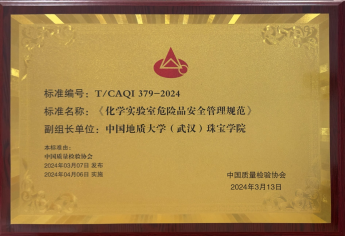 标准编号：T/CAQI 379-2024
标准名称：《化学实验室危险品安全管理规范》
副组长单位：中国地质大学（武汉）珠宝学院
本标准由：
中国质量检验协会
2024年03月07日 发布
2024年04月06日 实施
中国质量检验协会
2024年3月13日